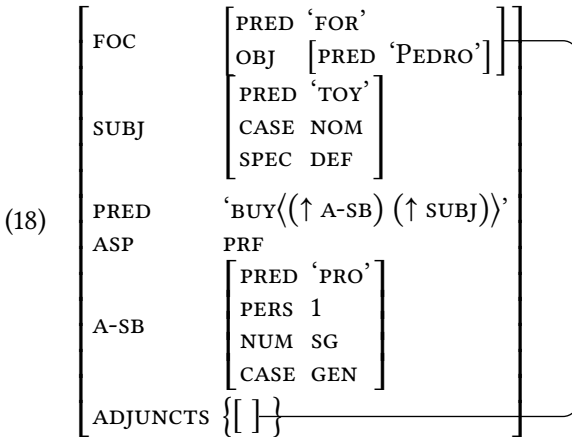 FOC [PRED ‘FOR’
OBJ [PRED ‘PEDRO’]]
SUBJ [PRED ‘TOY’
CASE NOM
SPEC DEF]
(18) PRED ‘BUY⟨(↑ A-SB) (↑ SUBJ)⟩’
ASP PRF
A-SB [PRED ‘PRO’
PERS 1
NUM SG
CASE GEN]
ADJUNCTS {[ ]}